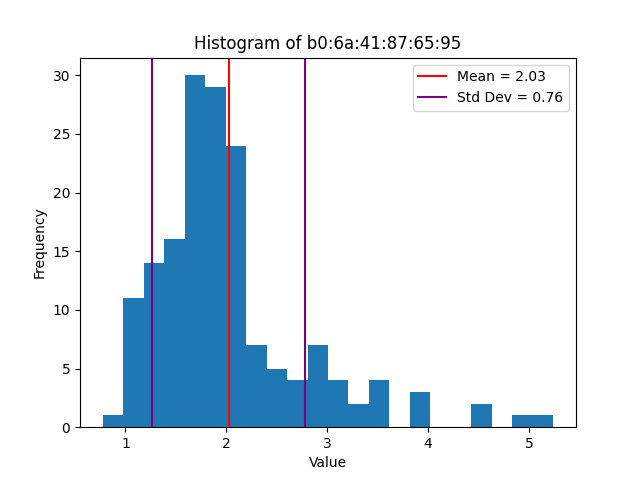 Histogram of b0:6a:41:87:65:95
Mean = 2.03
Std Dev = 0.76
30
25
20
15
10
5
0
Frequency
1
2
3
4
5
Value